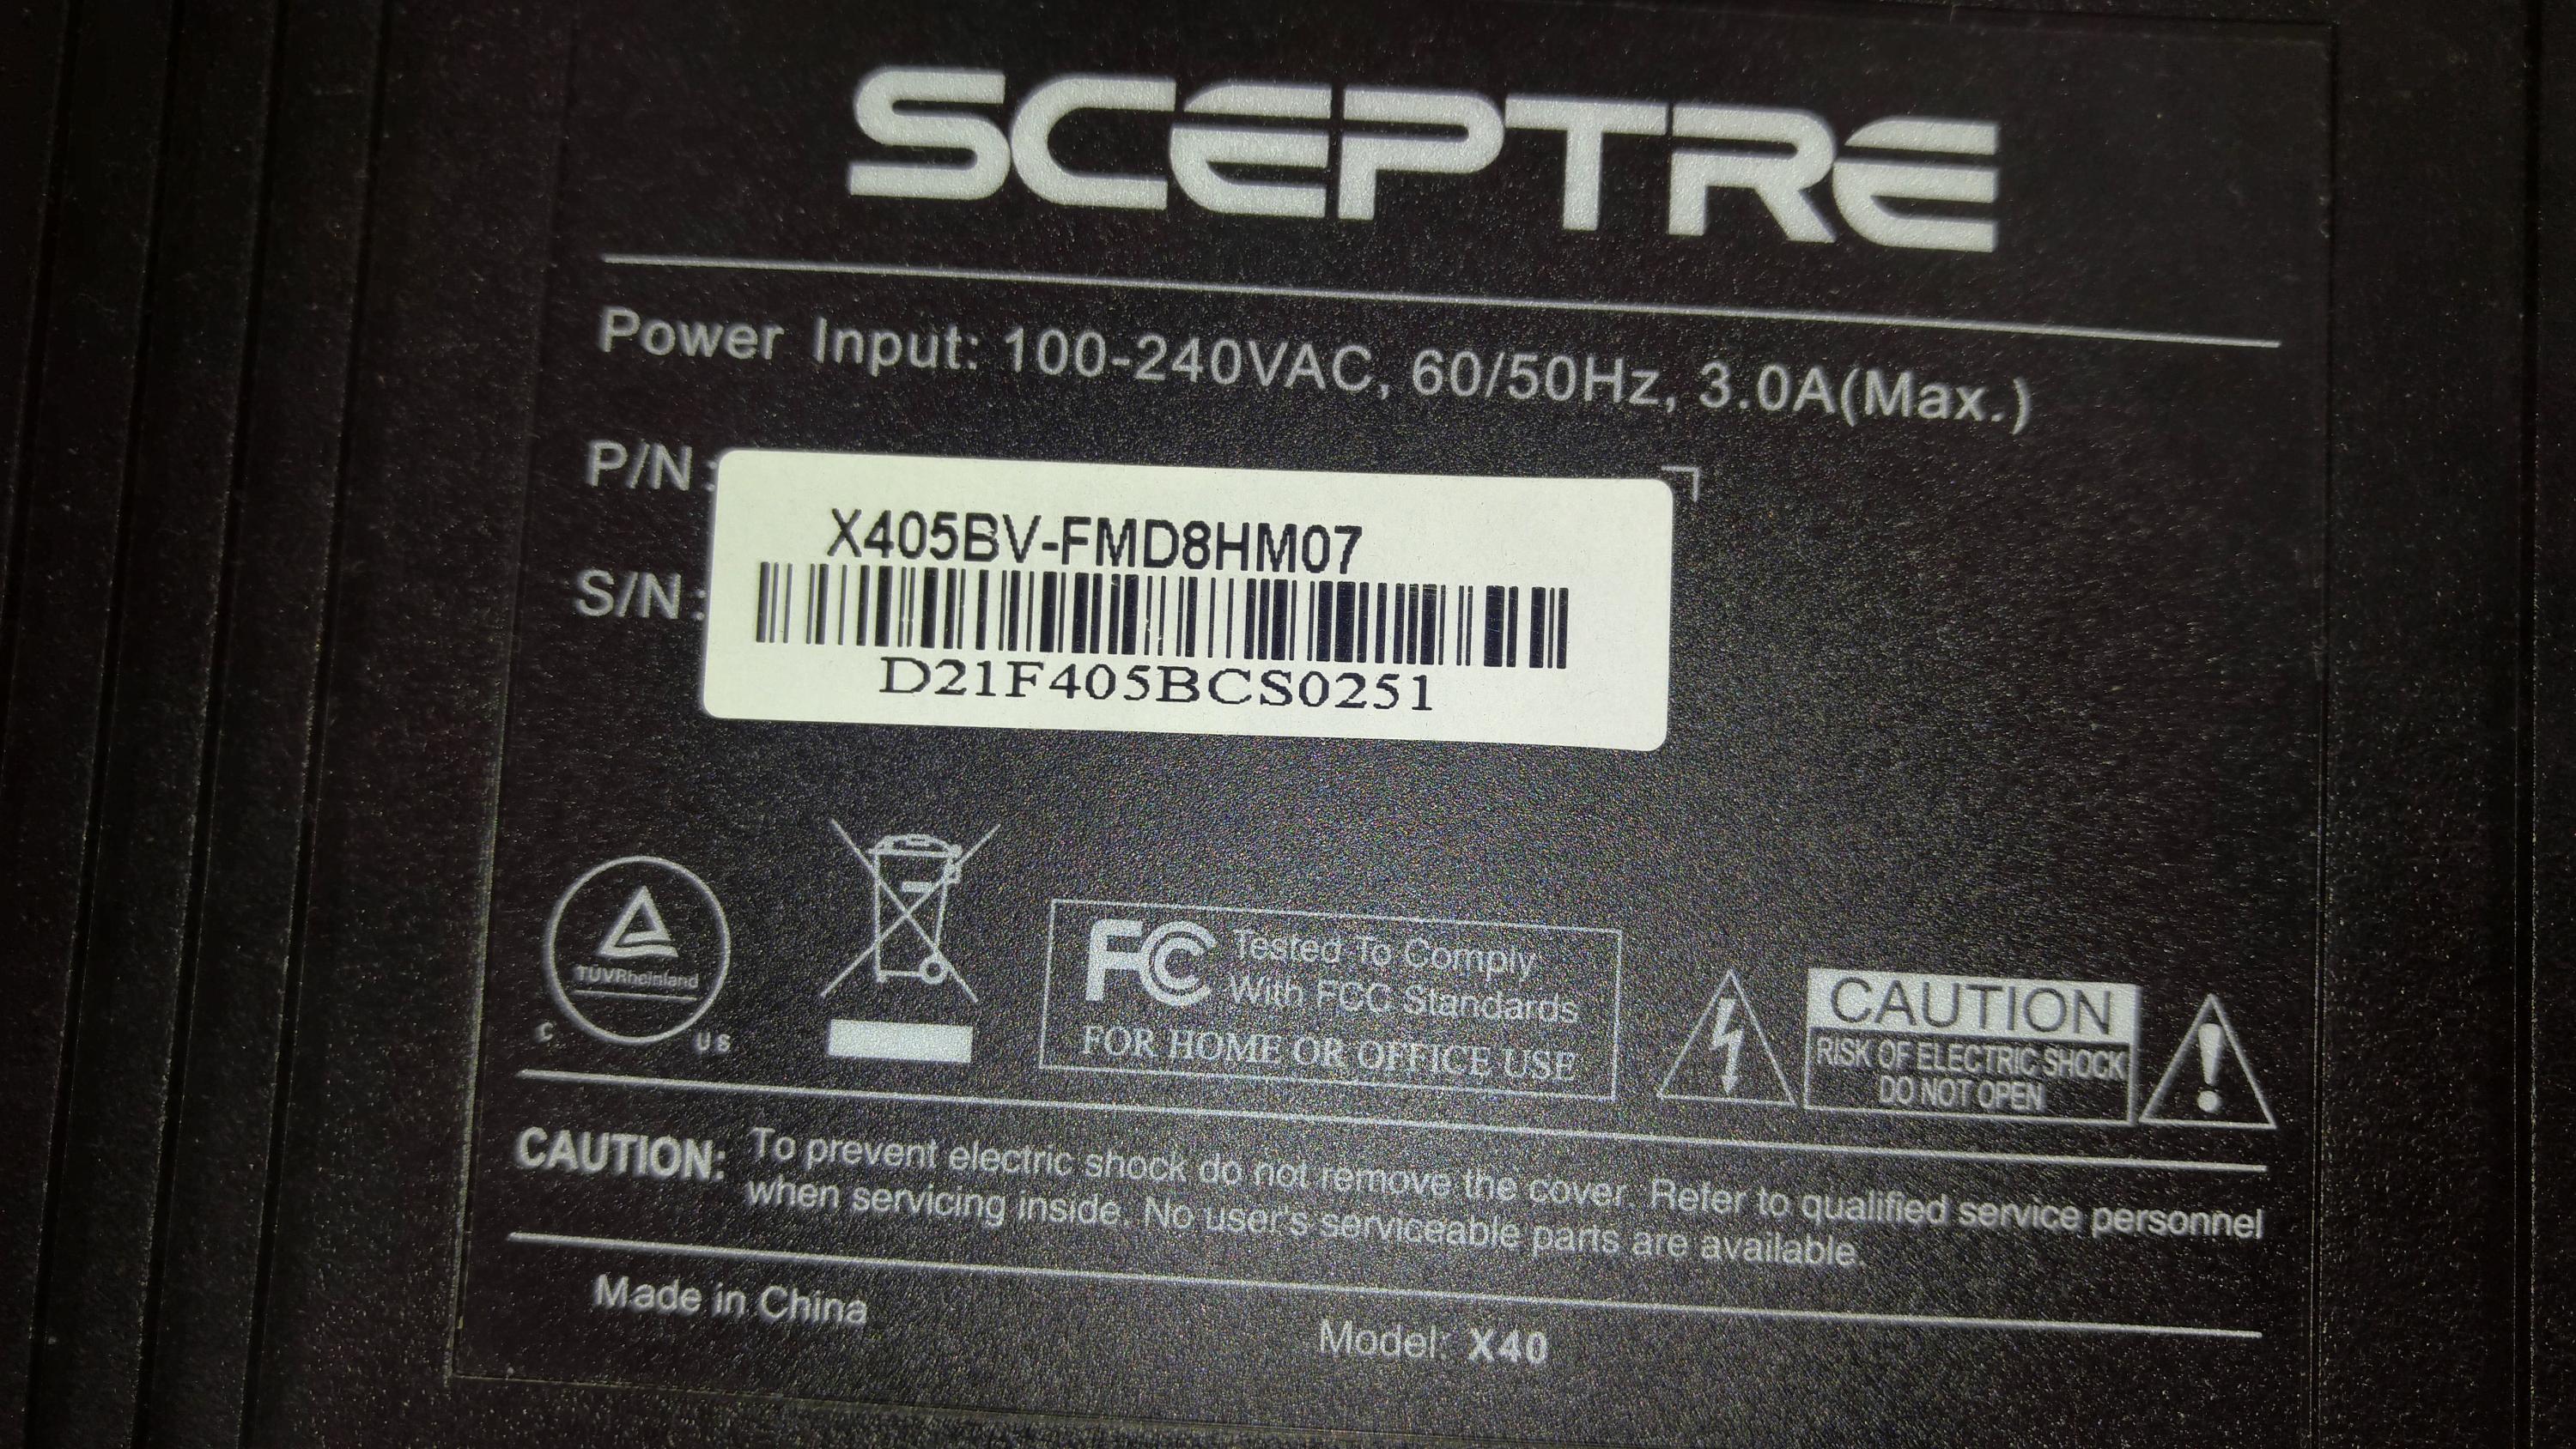 SCEPTRE
Power Input: 100-240VAC, 60/50Hz, 3.0A(Max.)
P/N:
X405BV-FMD8HM07
S/N:
D21F405BCS0251
TÜVRheinland
C US
FC Tested To Comply
With FCC Standards
FOR HOME OR OFFICE USE
CAUTION
RISK OF ELECTRIC SHOCK
DO NOT OPEN
CAUTION: To prevent electric shock do not remove the cover. Refer to qualified service personnel
when servicing inside. No user's serviceable parts are available.
Made in China
Model: X40